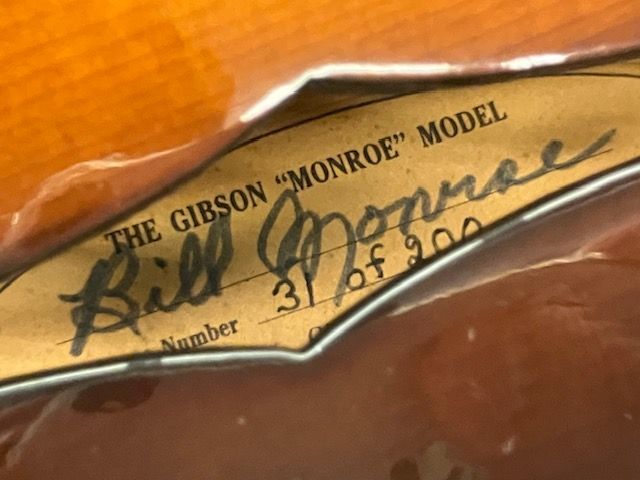 THE GIBSON "MONROE" MODEL
Bill Monroe
31 of 200
Number